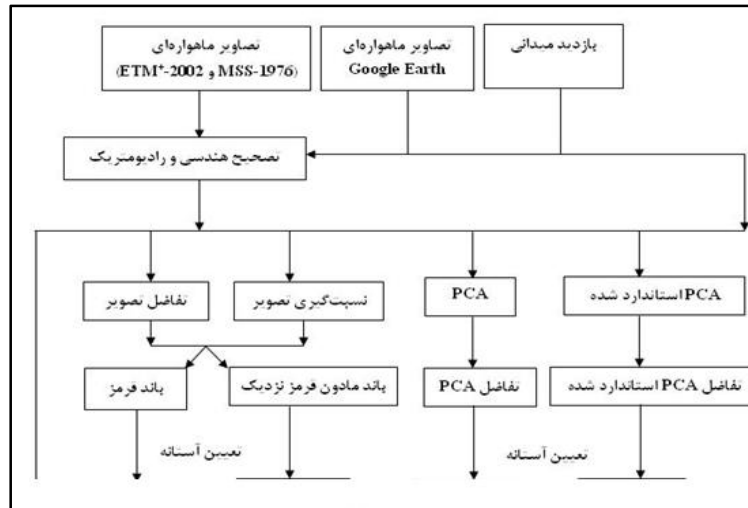 بازدید میدانی
تصاویر ماهواره‌ای
Google Earth
تصاویر ماهواره‌ای
(ETM+-2002 و MSS-1976)
تصحیح هندسی و رادیومتریک
PCA استاندارد شده
PCA
نسبت‌گیری تصویر
تفاضل تصویر
تفاضل PCA استاندارد شده
تفاضل PCA
باند مادون قرمز نزدیک
باند قرمز
تعیین آستانه
تعیین آستانه